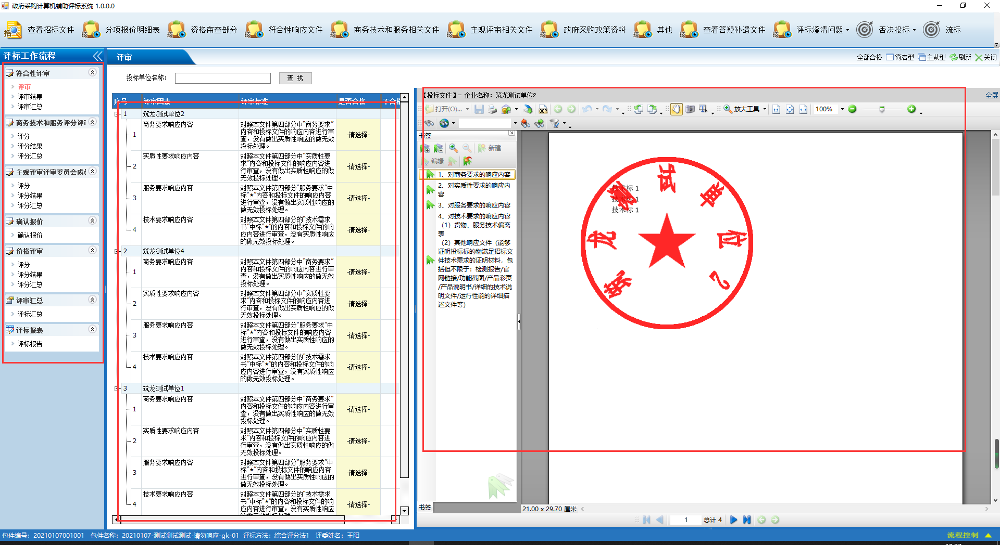 政府采购计算机辅助评标系统 1.0.0.0
查看招标文件
分项报价明细表
资格审查部分
符合性响应文件
商务技术和服务相关文件
主观评审相关文件
政府采购政策资料
其他
查看答疑补遗文件
评标澄清问题
否决投标
流标
评标工作流程
符合性评审
评审
评审结果
评审汇总
商务技术和服务评分评审
评分
评分结果
评分汇总
主观评审评审委员会成员
评分
评分结果
评分汇总
确认报价
确认报价
价格评审
评分
评分结果
评分汇总
评审汇总
评标汇总
评标报表
评标报告
评审
全部合格 简洁型 主从型 刷新 关闭
投标单位名称:
查 找
序号 评审因素 评审标准 是否合格 不合格
1 筑龙测试单位2
1 商务要求响应内容
对照本文件第四部分中“商务要求”
内容和投标文件的响应内容进行审
查，没有做出实质性响应的做无效
投标处理。
-请选择-
2 实质性要求响应内容
对照本文件第四部分中“实质性要
求”内容和投标文件的响应内容进
行审查，没有做出实质性响应的做
无效投标处理。
-请选择-
3 服务要求响应内容
对照本文件第四部分“服务要求”中
标“★”内容和投标文件的响应内容
进行审查，没有做出实质性响应的
做无效投标处理。
-请选择-
4 技术要求响应内容
对照本文件第四部分的“技术需求
书”中标“★”的内容和投标文件的响
应内容进行审查，没有实质性响应
的做无效投标处理。
-请选择-
2 筑龙测试单位4
1 商务要求响应内容
对照本文件第四部分中“商务要求”
内容和投标文件的响应内容进行审
查，没有做出实质性响应的做无效
投标处理。
-请选择-
2 实质性要求响应内容
对照本文件第四部分中“实质性要
求”内容和投标文件的响应内容进
行审查，没有做出实质性响应的做
无效投标处理。
-请选择-
3 服务要求响应内容
对照本文件第四部分“服务要求”中
标“★”内容和投标文件的响应内容
进行审查，没有做出实质性响应的
做无效投标处理。
-请选择-
4 技术要求响应内容
对照本文件第四部分的“技术需求
书”中标“★”的内容和投标文件的响
应内容进行审查，没有实质性响应
的做无效投标处理。
-请选择-
3 筑龙测试单位1
1 商务要求响应内容
对照本文件第四部分中“商务要求”
内容和投标文件的响应内容进行审
查，没有做出实质性响应的做无效
投标处理。
-请选择-
2 实质性要求响应内容
对照本文件第四部分中“实质性要
求”内容和投标文件的响应内容进
行审查，没有做出实质性响应的做
无效投标处理。
-请选择-
3 服务要求响应内容
对照本文件第四部分“服务要求”中
标“★”内容和投标文件的响应内容
进行审查，没有做出实质性响应的
做无效投标处理。
-请选择-
4 技术要求响应内容
对照本文件第四部分的“技术需求
书”中标“★”的内容和投标文件的响
应内容进行审查，没有实质性响应
的做无效投标处理。
-请选择-
【投标文件】- 企业名称：筑龙测试单位2
全屏
打开(O)...
OCR
放大工具
100%
书签
新建
编辑
1、对商务要求的响应内容
2、对实质性要求的响应内
容
3、对服务要求的响应内容
4、对技术要求的响应内容
（1）货物、服务技术偏离
表
（2）其他响应文件（能够
证明投标标的物满足招标文
件技术需求的证明材料，包
括但不限于：检测报告/官
网链接/功能截图/产品彩页
/产品说明书/详细的技术说
明文件/运行性能的详细描
述文件等）
技术标 1
技术标 1
技术标 1
筑龙测试单位2
书签
21.00 x 29.70 厘米
1 总计 4
包件编号：20210107001001 包件名称：20210107-测试测试测试-请勿响应-gk-01 评标方法：综合评分法1 评委姓名：王阳
流程控制